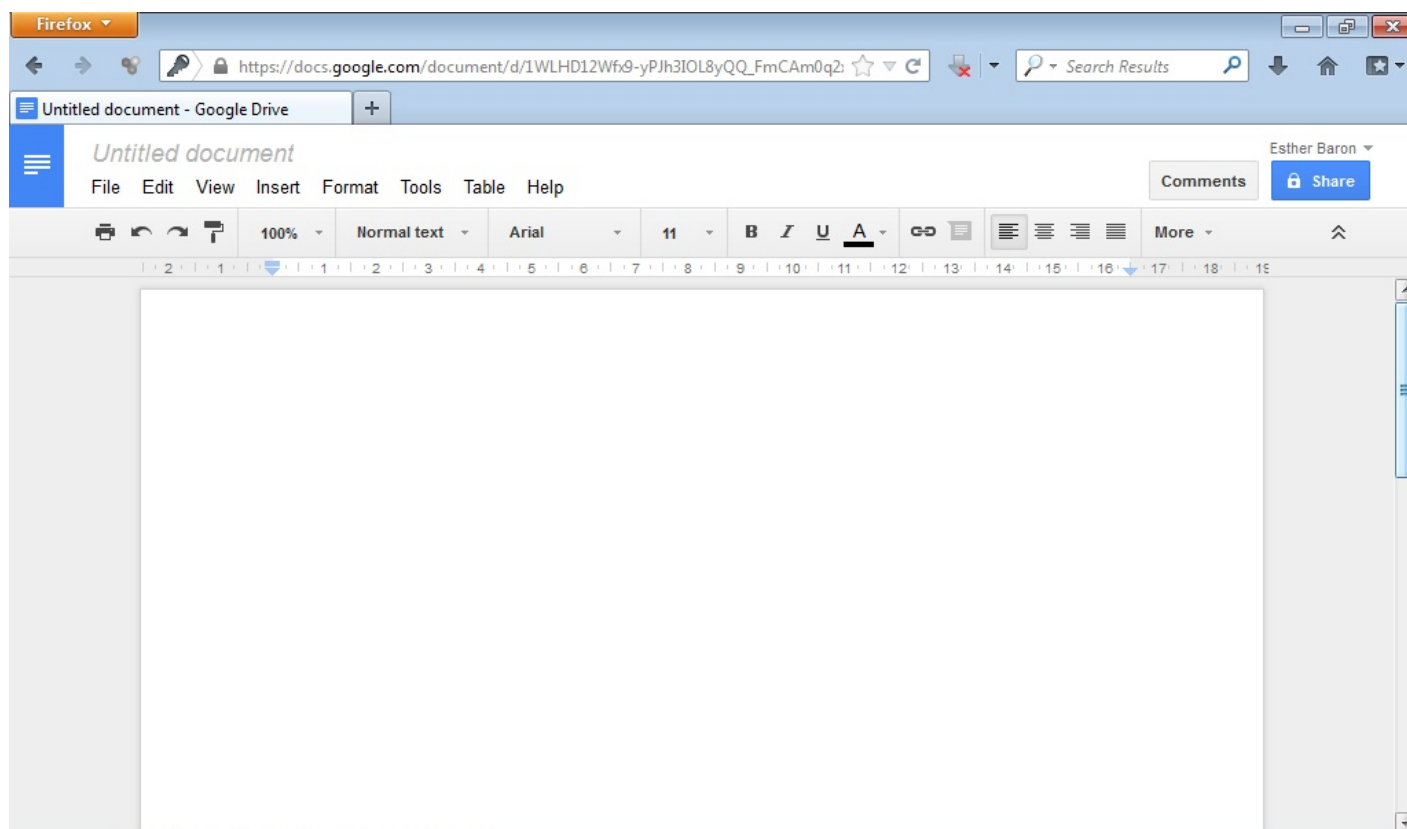 Firefox
https://docs.google.com/document/d/1WLHD12Wfx9-yPJh3IOL8yQQ_FmCAm0q2
Search Results
Untitled document - Google Drive
Untitled document
Esther Baron
File Edit View Insert Format Tools Table Help
Comments
Share
100% Normal text Arial 11 B I U A More
2 1 1 2 3 4 5 6 7 8 9 10 11 12 13 14 15 16 17 18